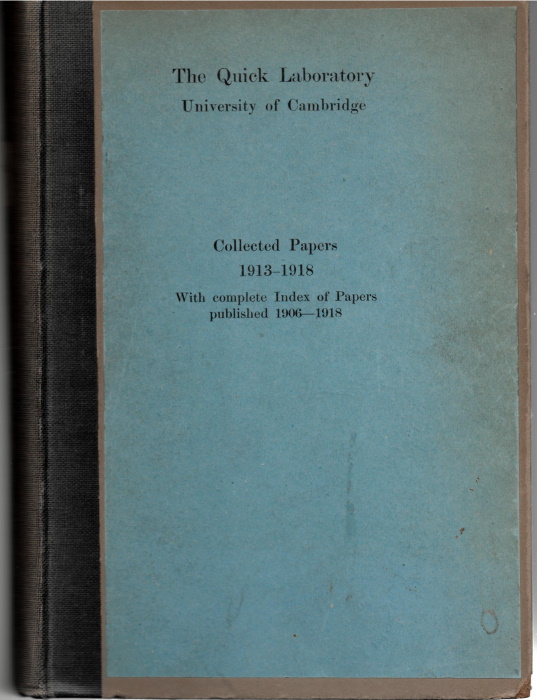 The Quick Laboratory
University of Cambridge
Collected Papers
1913–1918
With complete Index of Papers
published 1906—1918